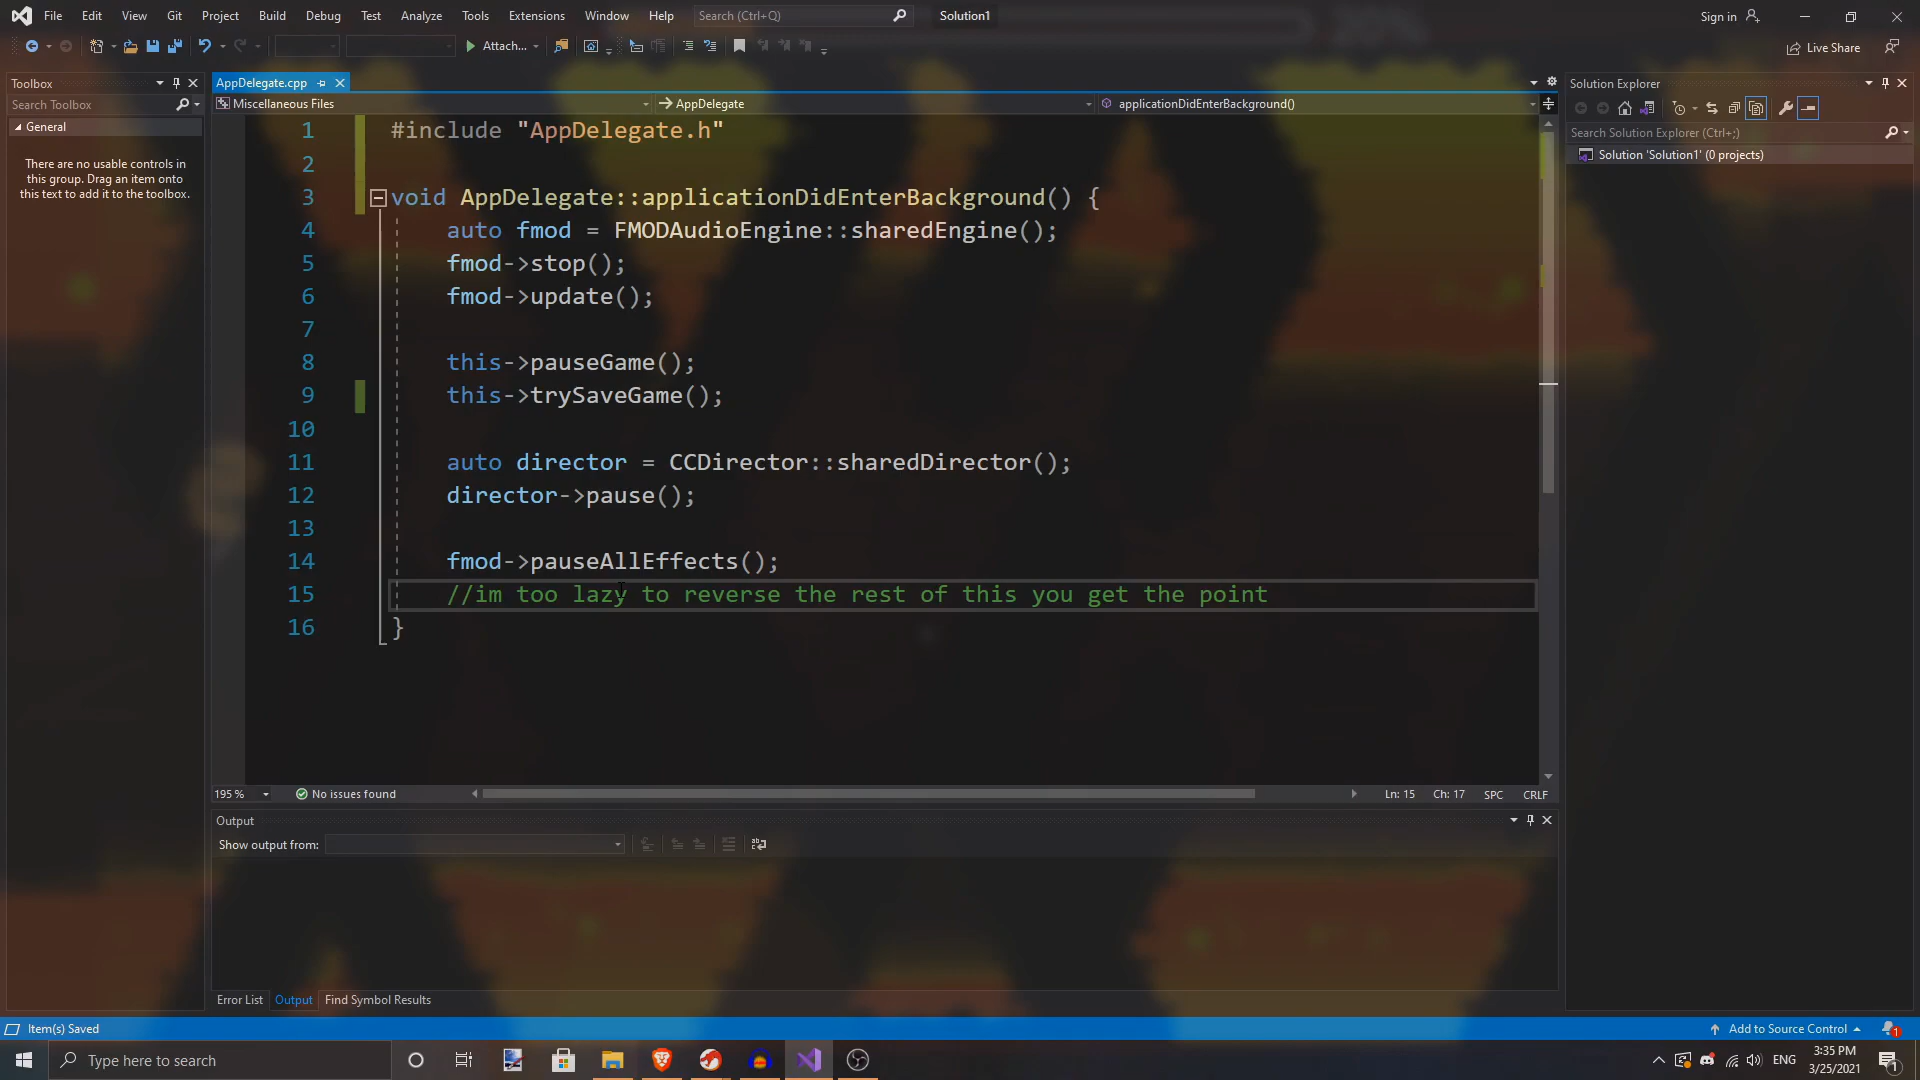 File Edit View Git Project Build Debug Test Analyze Tools Extensions Window Help Search (Ctrl+Q) Solution1 Sign in
20%
Attach... Live Share
Toolbox
Search Toolbox
General
There are no usable controls in
this group. Drag an item onto
this text to add it to the toolbox.
AppDelegate.cpp
Miscellaneous Files AppDelegate applicationDidEnterBackground()
1 #include "AppDelegate.h"
2
3 void AppDelegate::applicationDidEnterBackground() {
4 auto fmod = FMODAudioEngine::sharedEngine();
5 fmod->stop();
6 fmod->update();
7
8 this->pauseGame();
9 this->trySaveGame();
10
11 auto director = CCDirector::sharedDirector();
12 director->pause();
13
14 fmod->pauseAllEffects();
15 //im too lazy to reverse the rest of this you get the point
16 }
195 % No issues found Ln: 15 Ch: 17 SPC CRLF
Output
Show output from:
Error List Output Find Symbol Results
Solution Explorer
Search Solution Explorer (Ctrl+;)
Solution 'Solution1' (0 projects)
Item(s) Saved Add to Source Control 1
Type here to search
ENG 3:35 PM
3/25/2021 1